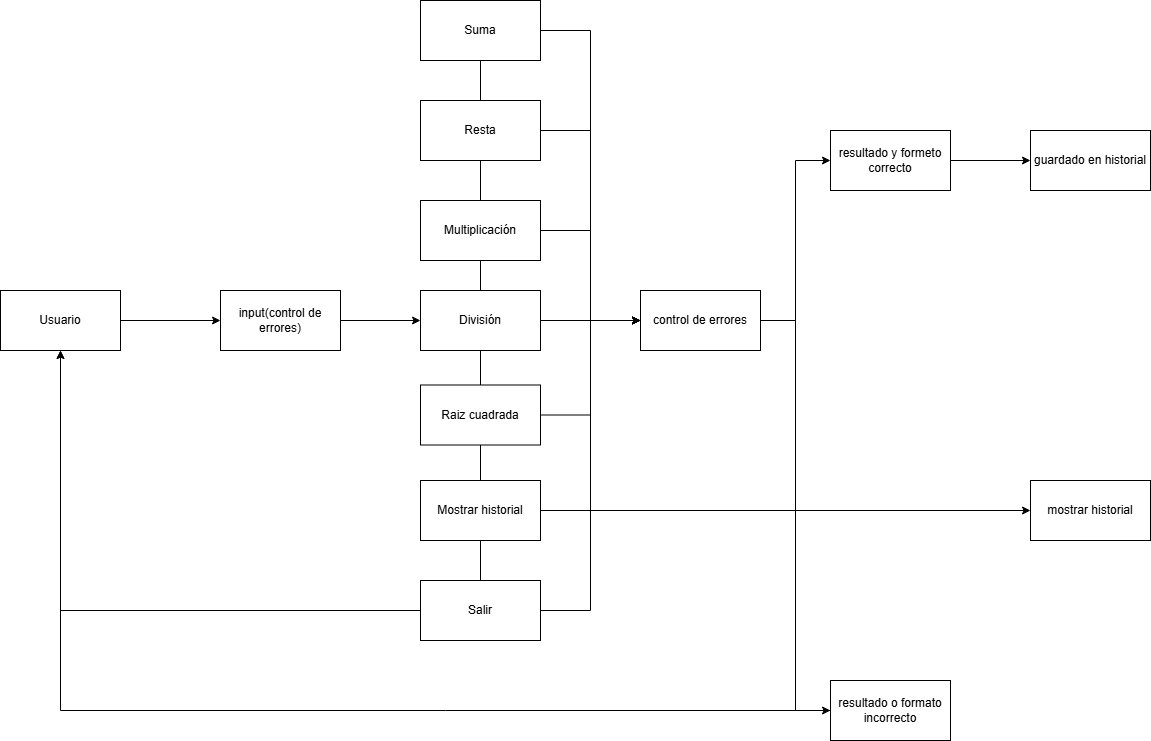 Suma
Resta
Multiplicación
Usuario
input(control de
errores)
División
control de errores
Raiz cuadrada
Mostrar historial
Salir
resultado y formeto
correcto
guardado en historial
mostrar historial
resultado o formato
incorrecto